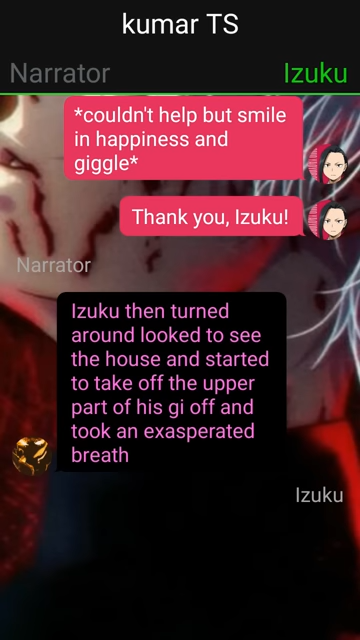 kumar TS
Narrator
Izuku
*couldn't help but smile
in happiness and
giggle*
Thank you, Izuku!
Narrator
Izuku then turned
around looked to see
the house and started
to take off the upper
part of his gi off and
took an exasperated
breath
Izuku